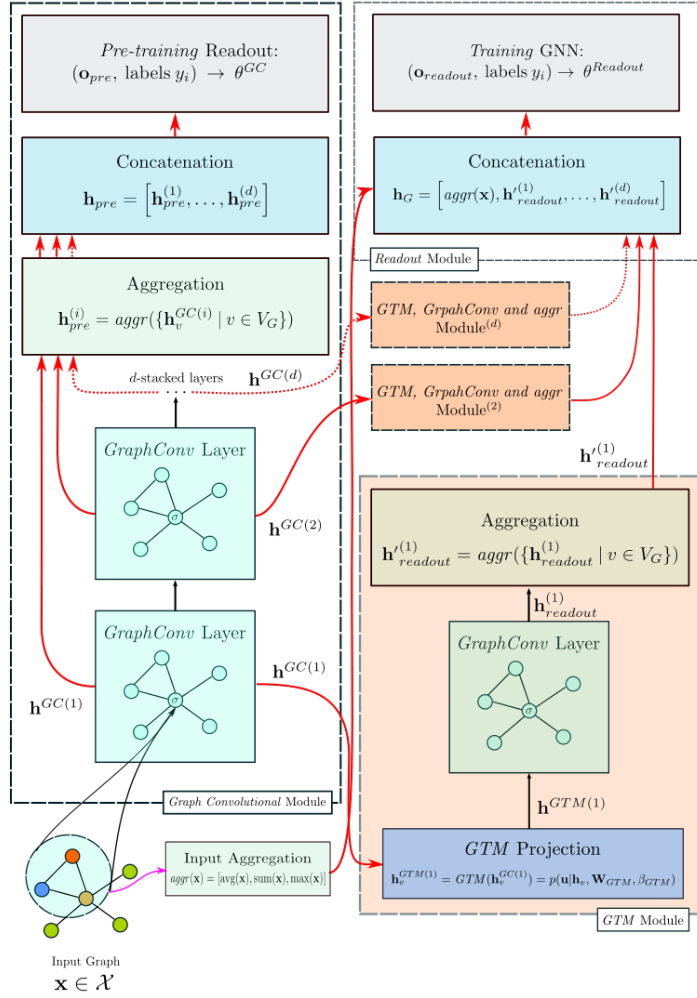 Pre-training Readout:
(o_pre, labels y_i) → θ^GC
Concatenation
h_pre = [h_pre^(1), . . . , h_pre^(d)]
Aggregation
h_pre^(i) = aggr({h_v^GC(i) | v ∈ V_G})
d-stacked layers
. . .
h^GC(d)
GraphConv Layer
σ
h^GC(2)
GraphConv Layer
σ
h^GC(1)
h^GC(1)
Graph Convolutional Module
Input Aggregation
aggr(x) = [avg(x), sum(x), max(x)]
Input Graph
x ∈ 𝒳
Training GNN:
(o_readout, labels y_i) → θ^Readout
Concatenation
h_G = [aggr(x), h'^(1)_readout, . . . , h'^(d)_readout]
Readout Module
GTM, GrpahConv and aggr
Module^(d)
GTM, GrpahConv and aggr
Module^(2)
h'^(1)_readout
Aggregation
h'^(1)_readout = aggr({h^(1)_readout | v ∈ V_G})
h^(1)_readout
GraphConv Layer
σ
h^GTM(1)
GTM Projection
h_v^GTM(1) = GTM(h_v^GC(1)) = p(u|h_v, W_GTM, β_GTM)
GTM Module